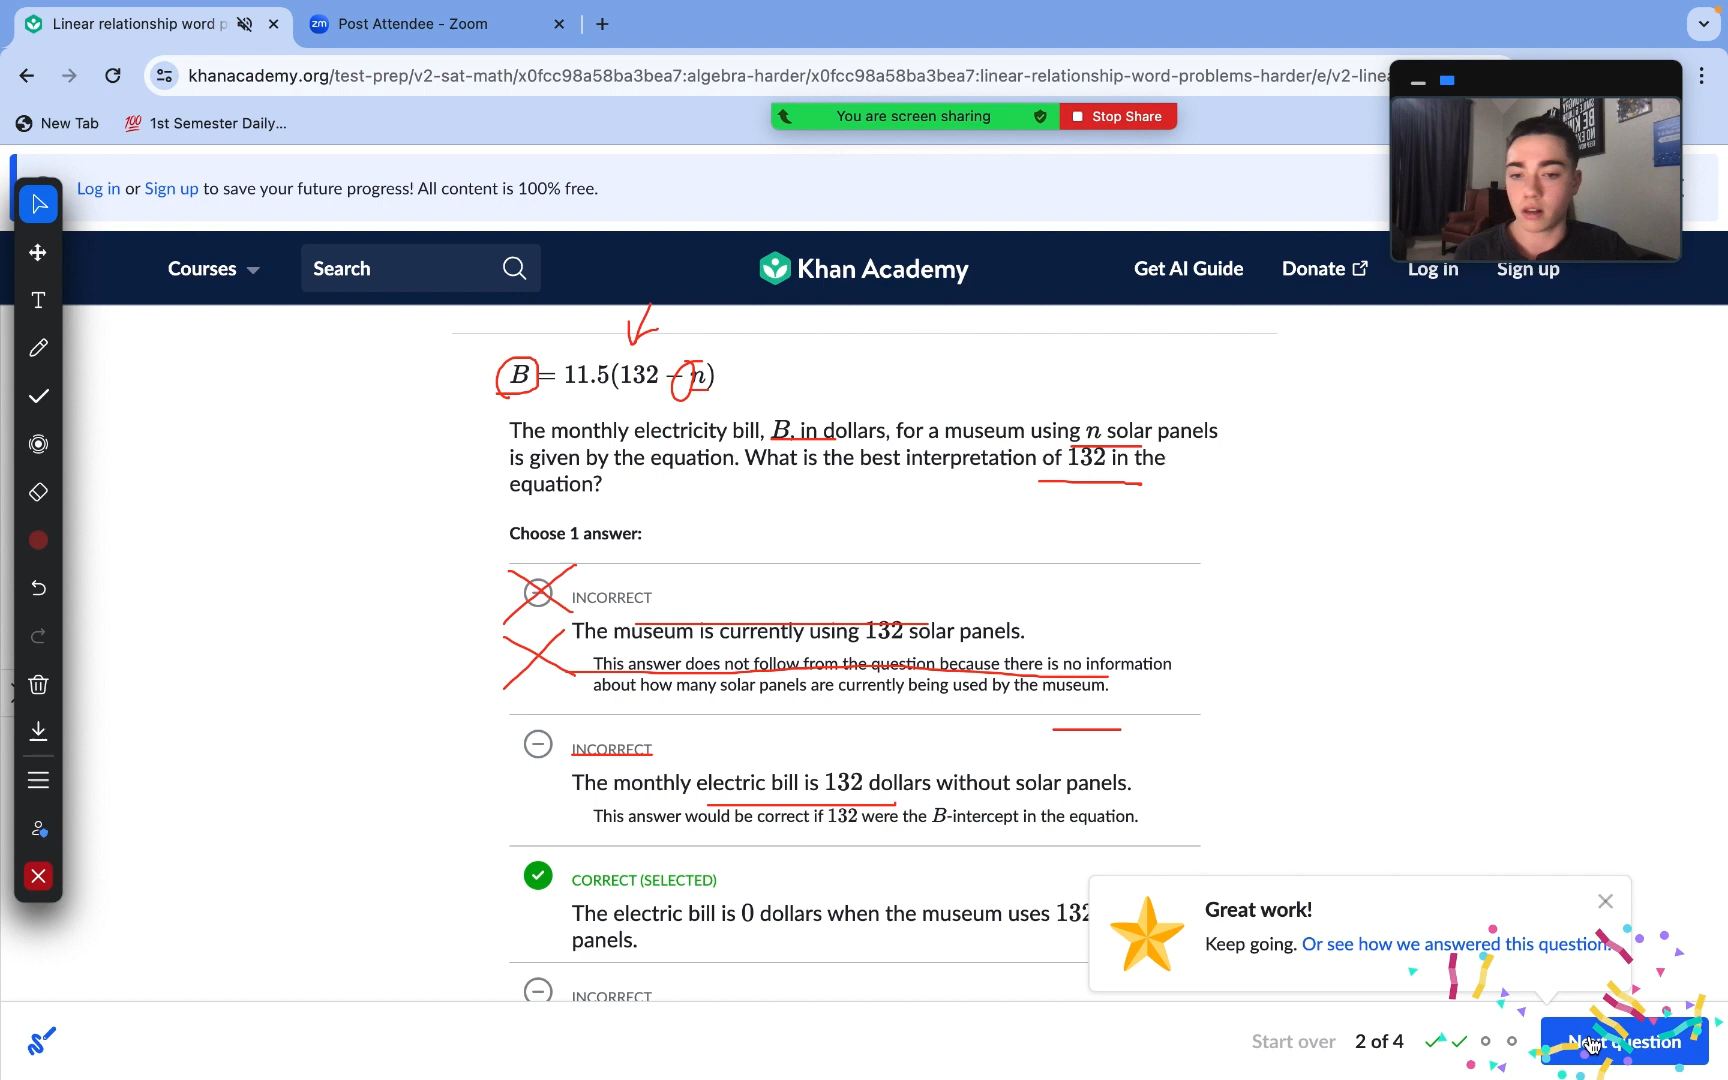 Linear relationship word p
zm
Post Attendee - Zoom
khanacademy.org/test-prep/v2-sat-math/x0fcc98a58ba3bea7:algebra-harder/x0fcc98a58ba3bea7:linear-relationship-word-problems-harder/e/v2-linea
New Tab
100 1st Semester Daily...
You are screen sharing
Stop Share
Log in or Sign up to save your future progress! All content is 100% free.
Courses
Search
Khan Academy
Get AI Guide
Donate
Log in
Sign up
B = 11.5(132 − n)
The monthly electricity bill, B, in dollars, for a museum using n solar panels
is given by the equation. What is the best interpretation of 132 in the
equation?
Choose 1 answer:
INCORRECT
The museum is currently using 132 solar panels.
This answer does not follow from the question because there is no information
about how many solar panels are currently being used by the museum.
INCORRECT
The monthly electric bill is 132 dollars without solar panels.
This answer would be correct if 132 were the B-intercept in the equation.
CORRECT (SELECTED)
The electric bill is 0 dollars when the museum uses 132
panels.
INCORRECT
Great work!
Keep going. Or see how we answered this question.
Start over
2 of 4
Next question
T
BE KIN